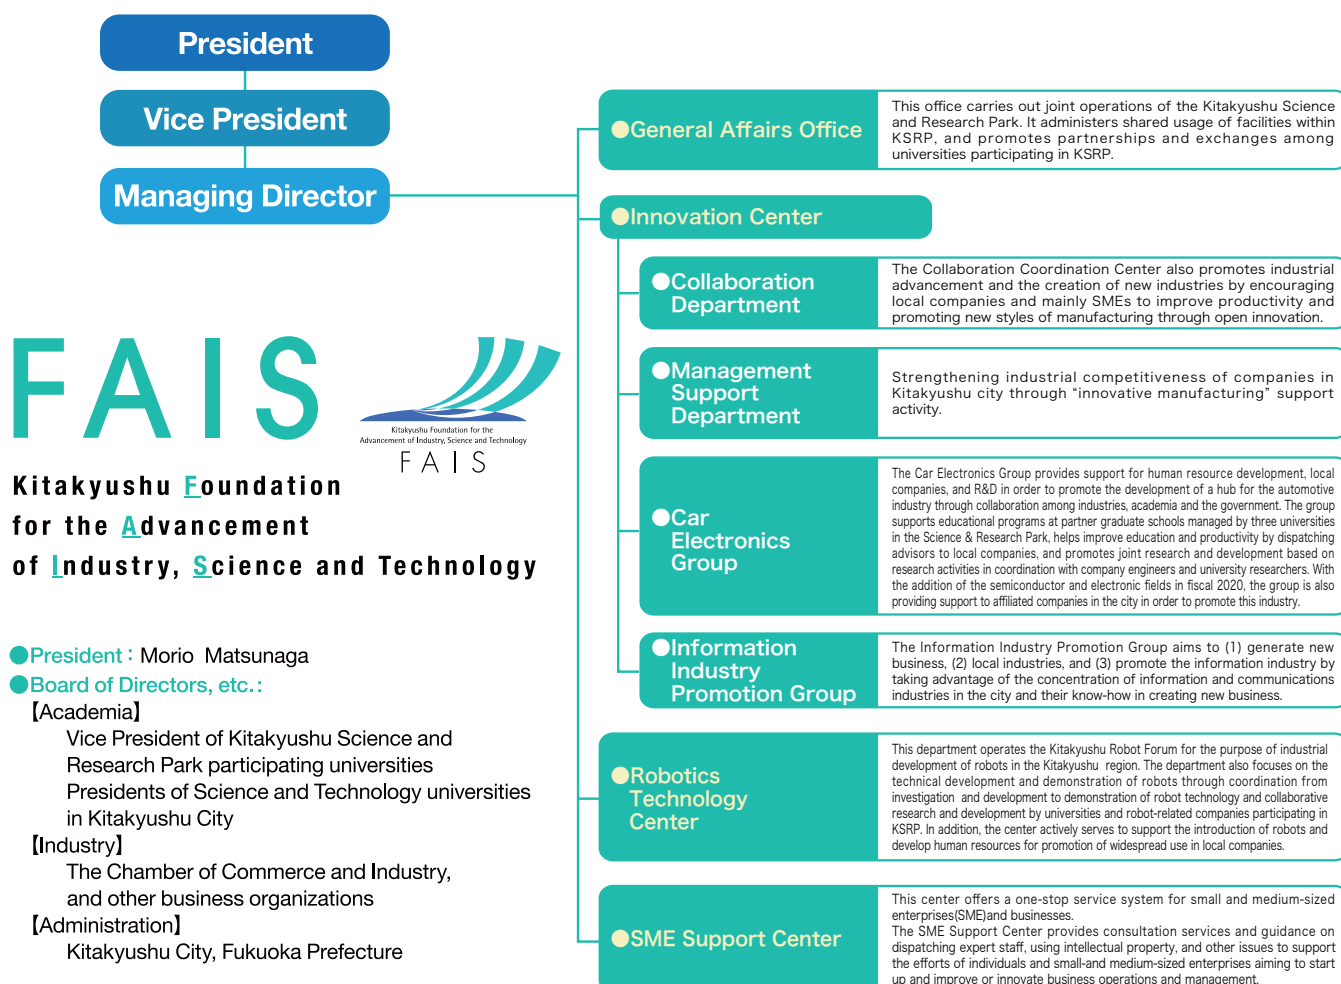 President
Vice President
Managing Director
FAIS
Kitakyushu Foundation for the
Advancement of Industry, Science and Technology
FAIS
Kitakyushu Foundation
for the Advancement
of Industry, Science and Technology
●President：Morio Matsunaga
●Board of Directors, etc.：
【Academia】
Vice President of Kitakyushu Science and
Research Park participating universities
Presidents of Science and Technology universities
in Kitakyushu City
【Industry】
The Chamber of Commerce and Industry,
and other business organizations
【Administration】
Kitakyushu City, Fukuoka Prefecture
●General Affairs Office
This office carries out joint operations of the Kitakyushu Science
and Research Park. It administers shared usage of facilities within
KSRP, and promotes partnerships and exchanges among
universities participating in KSRP.
●Innovation Center
●Collaboration
Department
The Collaboration Coordination Center also promotes industrial
advancement and the creation of new industries by encouraging
local companies and mainly SMEs to improve productivity and
promoting new styles of manufacturing through open innovation.
●Management
Support
Department
Strengthening industrial competitiveness of companies in
Kitakyushu city through “innovative manufacturing” support
activity.
●Car
Electronics
Group
The Car Electronics Group provides support for human resource development, local
companies, and R&D in order to promote the development of a hub for the automotive
industry through collaboration among industries, academia and the government. The group
supports educational programs at partner graduate schools managed by three universities
in the Science & Research Park, helps improve education and productivity by dispatching
advisors to local companies, and promotes joint research and development based on
research activities in coordination with company engineers and university researchers. With
the addition of the semiconductor and electronic fields in fiscal 2020, the group is also
providing support to affiliated companies in the city in order to promote this industry.
●Information
Industry
Promotion Group
The Information Industry Promotion Group aims to (1) generate new
business, (2) local industries, and (3) promote the information industry by
taking advantage of the concentration of information and communications
industries in the city and their know-how in creating new business.
●Robotics
Technology
Center
This department operates the Kitakyushu Robot Forum for the purpose of industrial
development of robots in the Kitakyushu region. The department also focuses on the
technical development and demonstration of robots through coordination from
investigation and development to demonstration of robot technology and collaborative
research and development by universities and robot-related companies participating in
KSRP. In addition, the center actively serves to support the introduction of robots and
develop human resources for promotion of widespread use in local companies.
●SME Support Center
This center offers a one-stop service system for small and medium-sized
enterprises(SME)and businesses.
The SME Support Center provides consultation services and guidance on
dispatching expert staff, using intellectual property, and other issues to support
the efforts of individuals and small-and medium-sized enterprises aiming to start
up and improve or innovate business operations and management.